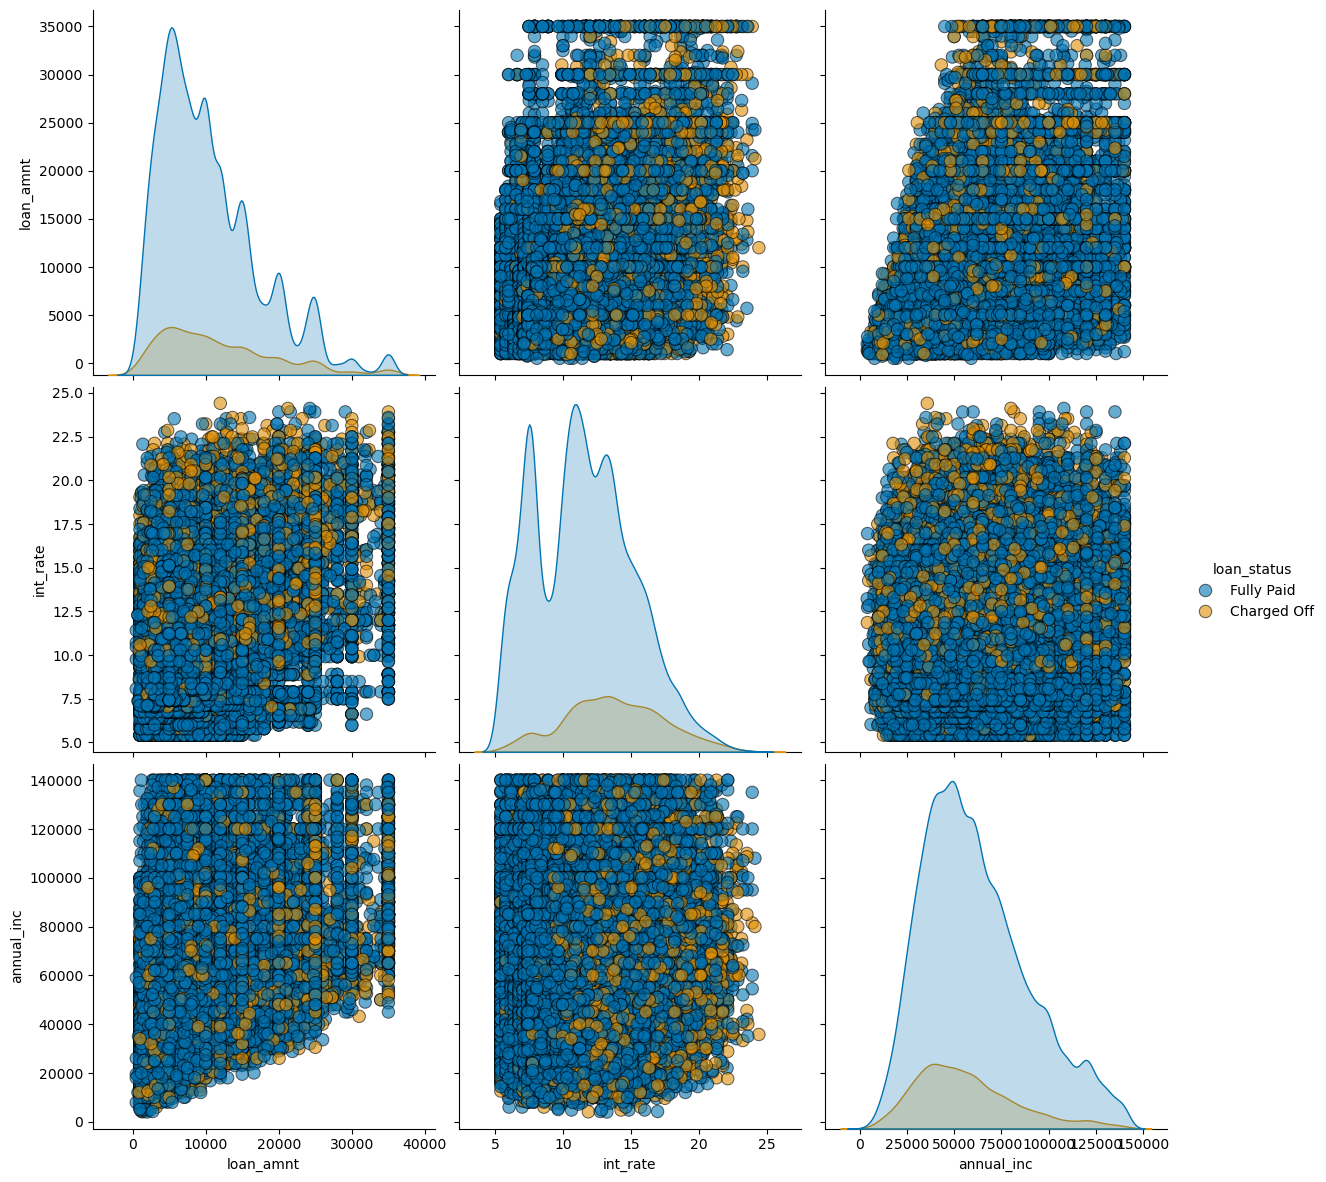 35000
30000
25000
20000
15000
10000
5000
0
loan_amnt
25.0
22.5
20.0
17.5
15.0
12.5
10.0
7.5
5.0
int_rate
loan_status
Fully Paid
Charged Off
140000
120000
100000
80000
60000
40000
20000
0
annual_inc
0 10000 20000 30000 40000
loan_amnt
5 10 15 20 25
int_rate
0 25000 50000 75000 100000 125000 150000
annual_inc